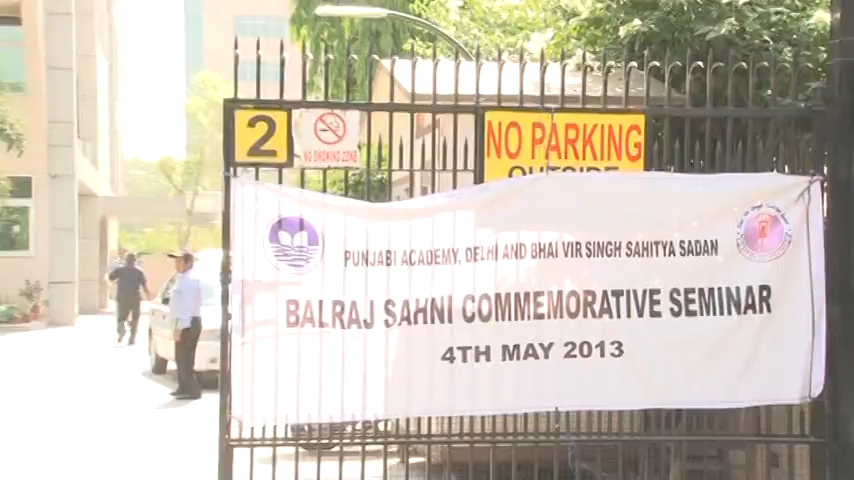 2
NO SMOKING ZONE
NO PARKING
OUTSIDE
PUNJABI ACADEMY, DELHI AND BHAI VIR SINGH SAHITYA SADAN
BALRAJ SAHNI COMMEMORATIVE SEMINAR
4TH MAY 2013